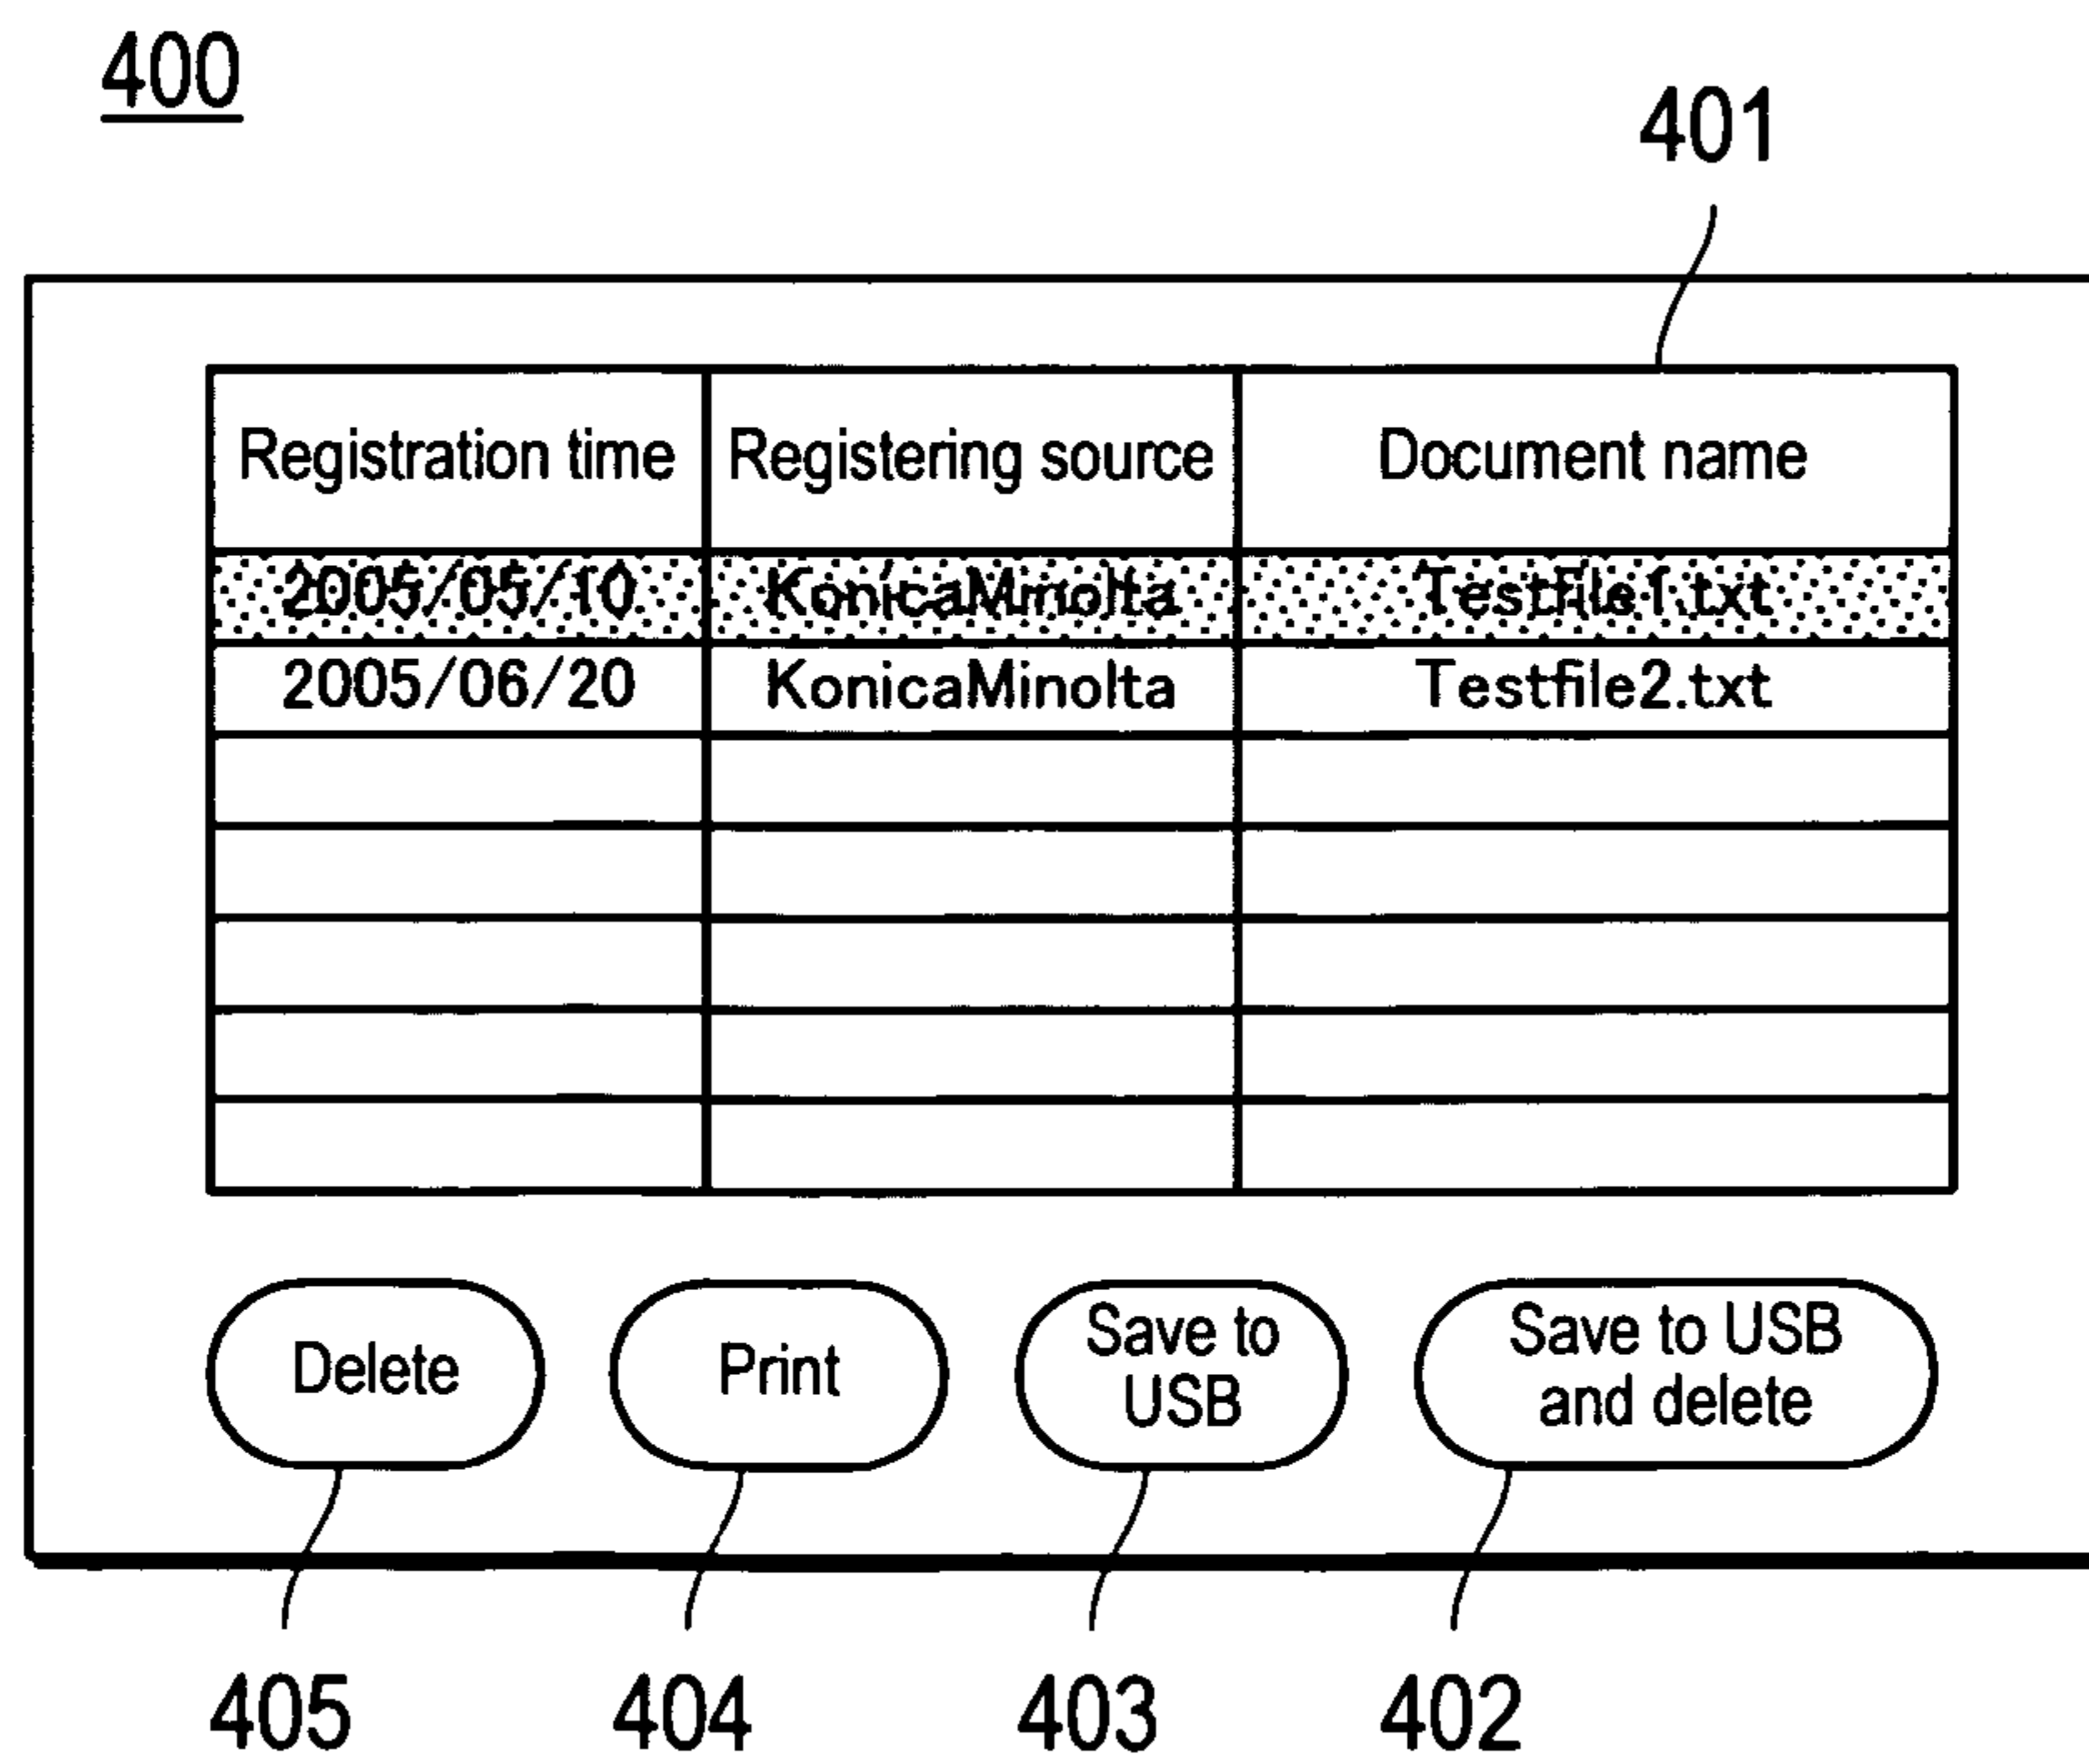 400
401
Registration time Registering source Document name
2005/05/10 KonicaMinolta Testfile1.txt
2005/06/20 KonicaMinolta Testfile2.txt
Delete Print Save to USB Save to USB and delete
405 404 403 402